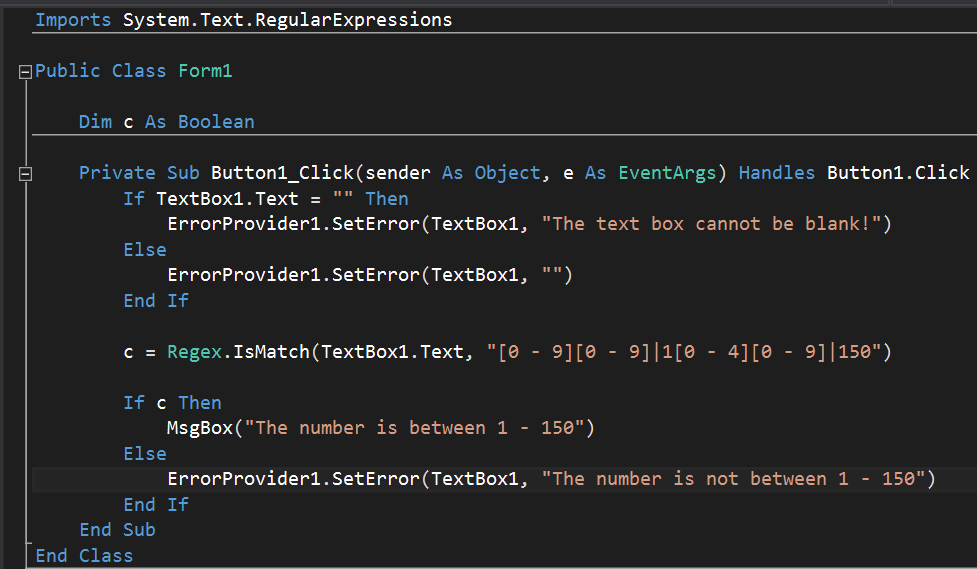 Imports System.Text.RegularExpressions
Public Class Form1
Dim c As Boolean
Private Sub Button1_Click(sender As Object, e As EventArgs) Handles Button1.Click
If TextBox1.Text = "" Then
ErrorProvider1.SetError(TextBox1, "The text box cannot be blank!")
Else
ErrorProvider1.SetError(TextBox1, "")
End If
c = Regex.IsMatch(TextBox1.Text, "[0 - 9][0 - 9]|1[0 - 4][0 - 9]|150")
If c Then
MsgBox("The number is between 1 - 150")
Else
ErrorProvider1.SetError(TextBox1, "The number is not between 1 - 150")
End If
End Sub
End Class